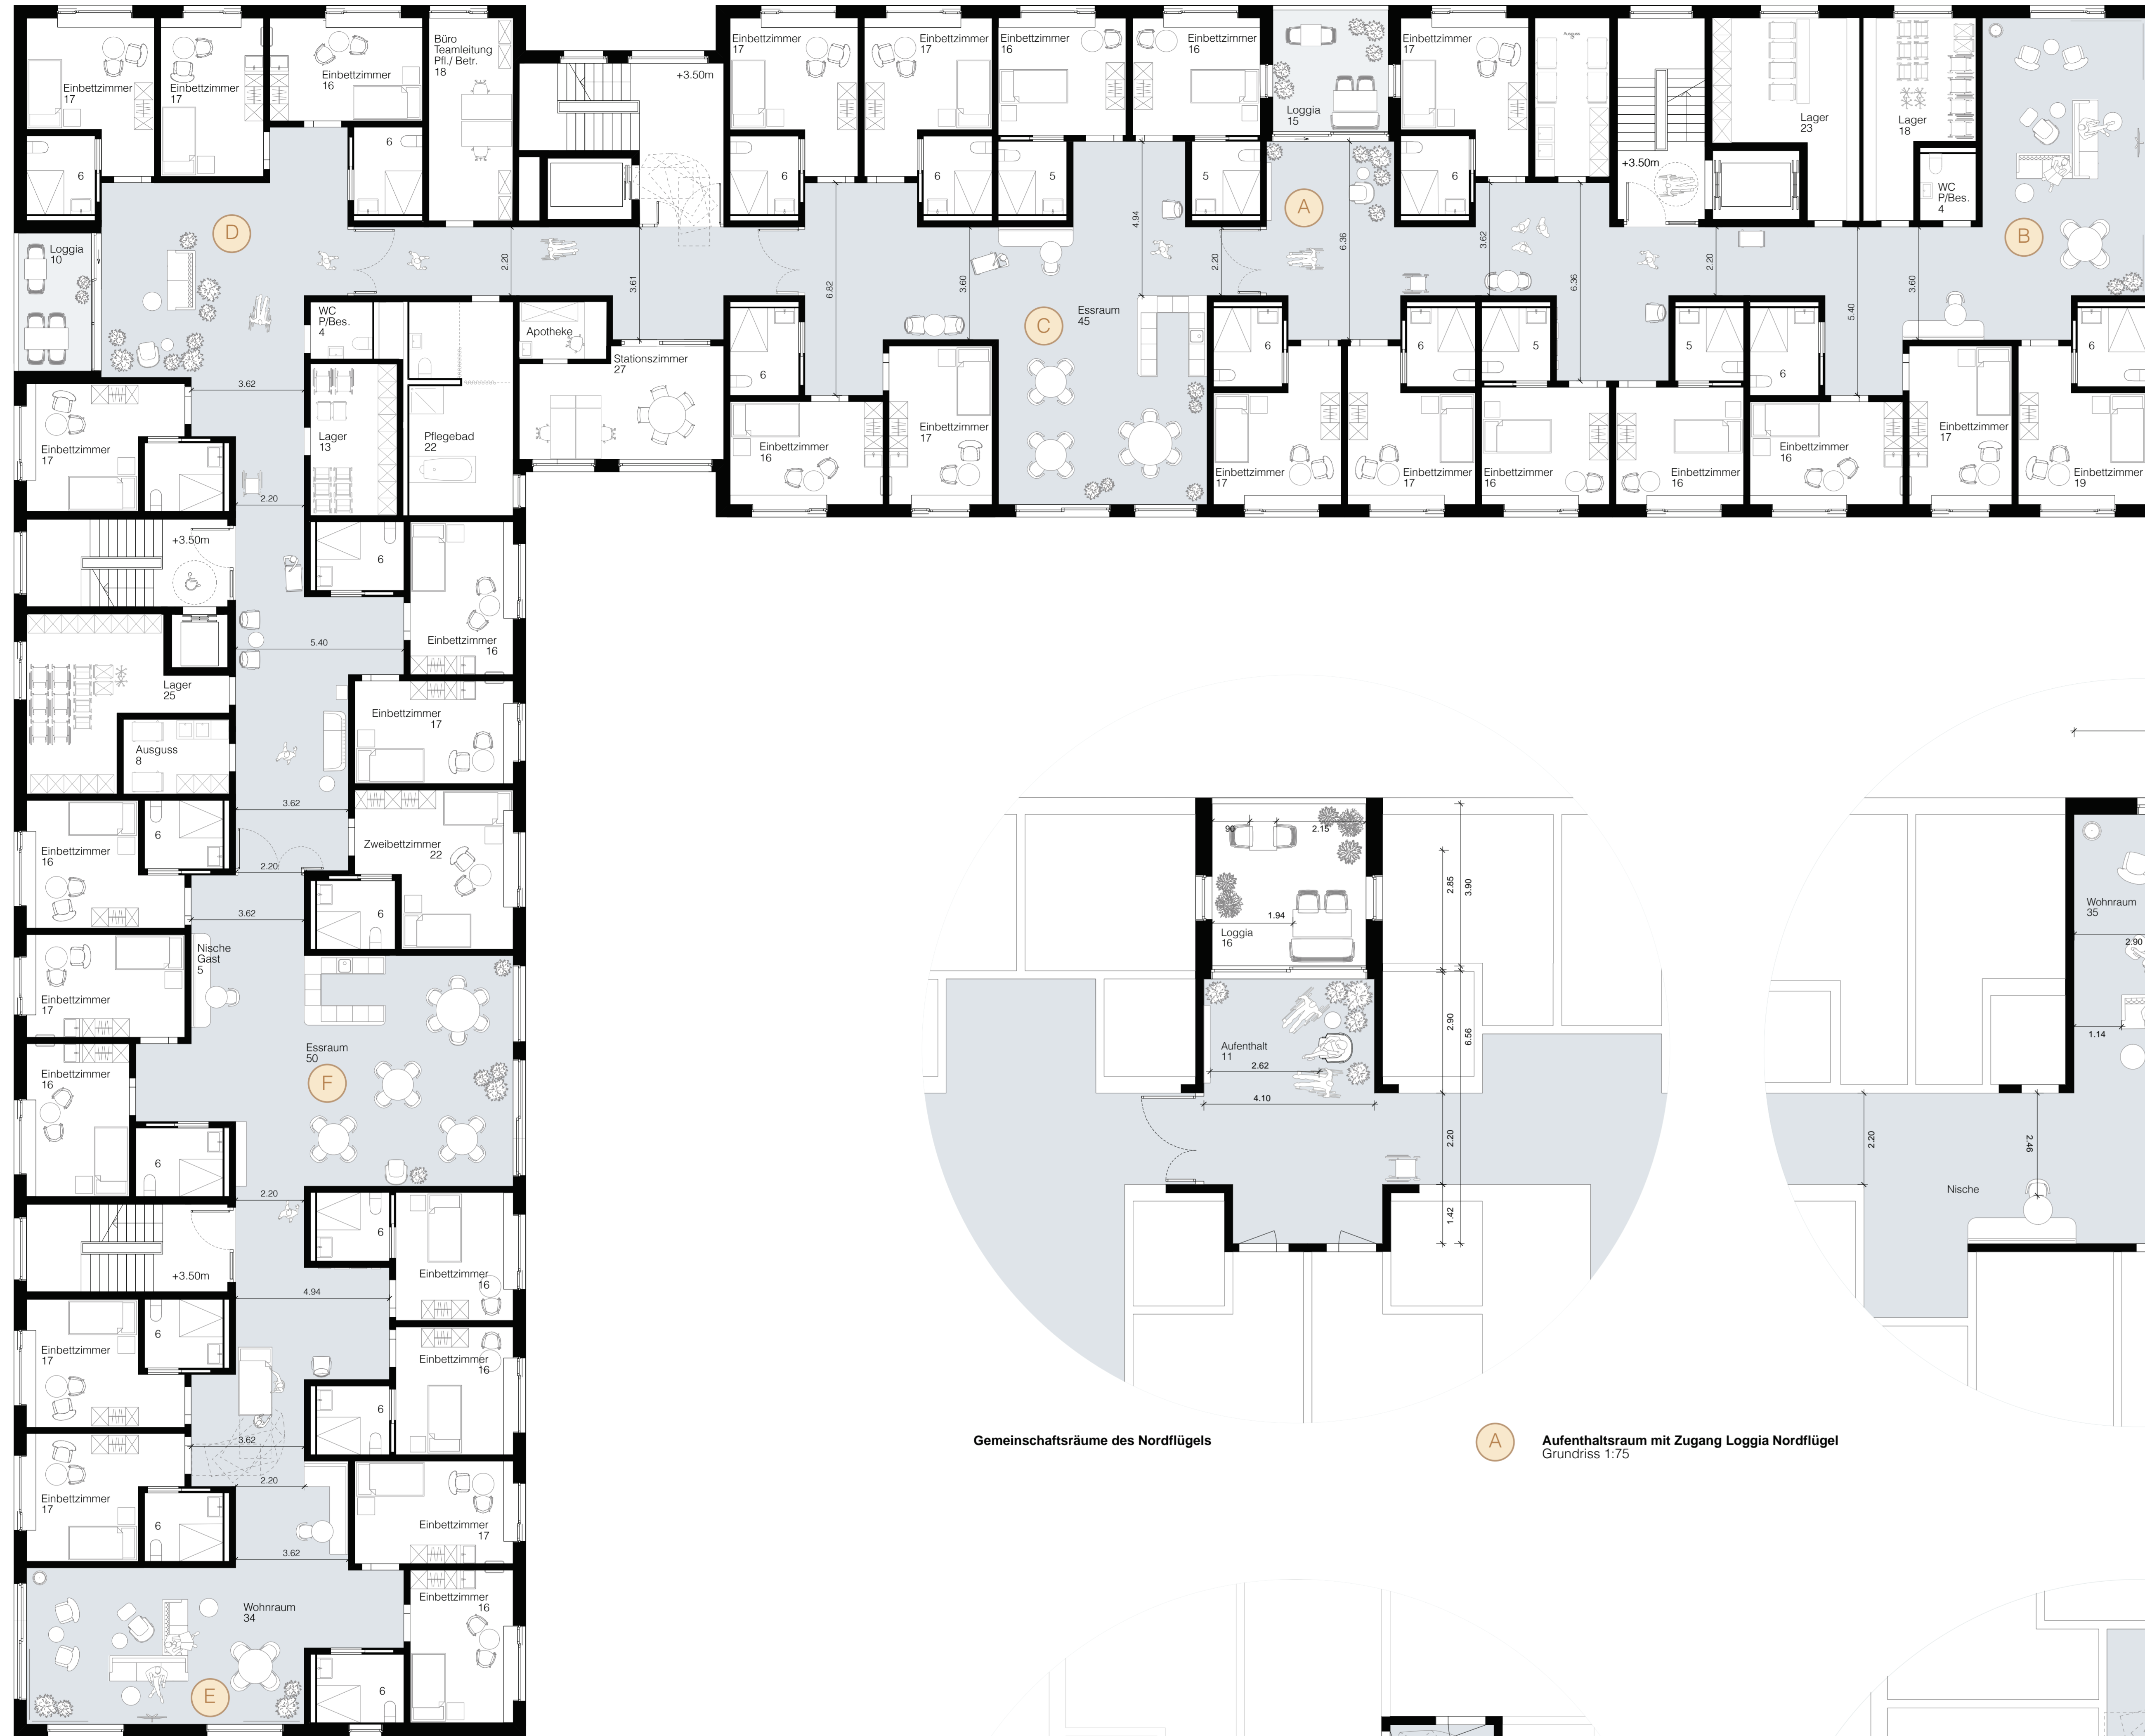 Einbettzimmer
17
Einbettzimmer
17
Einbettzimmer
16
Büro
Teamleitung
Pfl./ Betr.
18
+3.50m
Einbettzimmer
17
Einbettzimmer
17
Einbettzimmer
16
Einbettzimmer
16
Loggia
15
Einbettzimmer
17
Ausguss
+3.50m
Lager
23
Lager
18
WC
P/Bes.
4
6
6
6
6
5
5
6
D
A
B
C
Loggia
10
2.20
3.61
6.82
3.60
4.94
2.20
6.36
3.62
6.36
2.20
5.40
3.60
WC
P/Bes.
4
Apotheke
Stationszimmer
27
Essraum
45
6
6
6
5
5
6
6
3.62
Einbettzimmer
17
Lager
13
Pflegebad
22
Einbettzimmer
16
Einbettzimmer
17
Einbettzimmer
17
Einbettzimmer
17
Einbettzimmer
16
Einbettzimmer
16
Einbettzimmer
16
Einbettzimmer
17
Einbettzimmer
19
2.20
+3.50m
6
5.40
Einbettzimmer
16
Lager
25
Einbettzimmer
17
Ausguss
8
3.62
Einbettzimmer
16
6
Zweibettzimmer
22
2.20
3.62
6
Nische
Gast
5
Einbettzimmer
17
Essraum
50
F
Einbettzimmer
16
6
2.20
6
+3.50m
Einbettzimmer
16
4.94
Einbettzimmer
17
6
Einbettzimmer
16
6
3.62
2.20
Einbettzimmer
17
6
Einbettzimmer
17
3.62
Wohnraum
34
Einbettzimmer
16
E
6
90
2.15
2.85
3.90
1.94
Loggia
16
Aufenthalt
11
2.62
4.10
2.90
6.56
2.20
1.42
Wohnraum
35
2.90
1.14
2.20
2.46
Nische
Gemeinschaftsräume des Nordflügels
A
Aufenthaltsraum mit Zugang Loggia Nordflügel
Grundriss 1:75